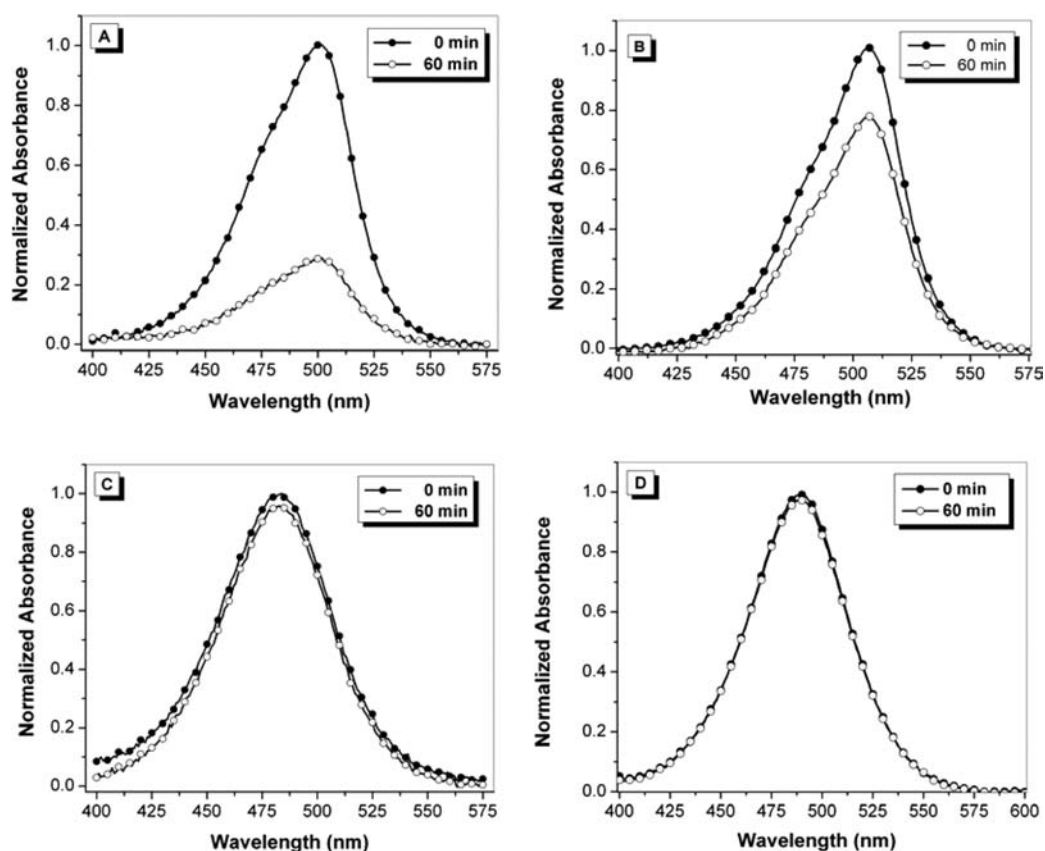 A
0 min
60 min
1.0
0.8
0.6
0.4
0.2
0.0
Normalized Absorbance
400 425 450 475 500 525 550 575
Wavelength (nm)
B
0 min
60 min
1.0
0.8
0.6
0.4
0.2
0.0
Normalized Absorbance
400 425 450 475 500 525 550 575
Wavelength (nm)
C
0 min
60 min
1.0
0.8
0.6
0.4
0.2
0.0
Normalized Absorbance
400 425 450 475 500 525 550 575
Wavelength (nm)
D
0 min
60 min
1.0
0.8
0.6
0.4
0.2
0.0
Normalized Absorbance
400 425 450 475 500 525 550 575 600
Wavelength (nm)